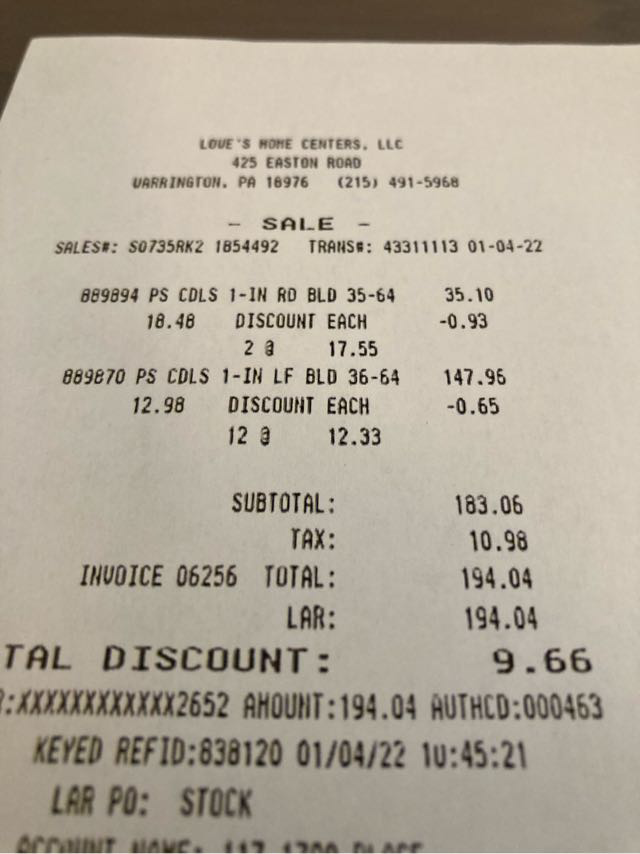 LOWE'S HOME CENTERS, LLC
425 EASTON ROAD
WARRINGTON, PA 18976 (215) 491-5968
- SALE -
SALES#: S0735RK2 1854492 TRANS#: 43311113 01-04-22
889894 PS CDLS 1-IN RD BLD 35-64 35.10
18.48 DISCOUNT EACH -0.93
2 @ 17.55
889870 PS CDLS 1-IN LF BLD 36-64 147.96
12.98 DISCOUNT EACH -0.65
12 @ 12.33
SUBTOTAL: 183.06
TAX: 10.98
INVOICE 06256 TOTAL: 194.04
LAR: 194.04
TAL DISCOUNT: 9.66
:XXXXXXXXXXXX2652 AMOUNT:194.04 AUTHCD:000463
KEYED REFID:838120 01/04/22 10:45:21
LAR PO: STOCK
ACCOUNT NAME: 117 1700 PLACE